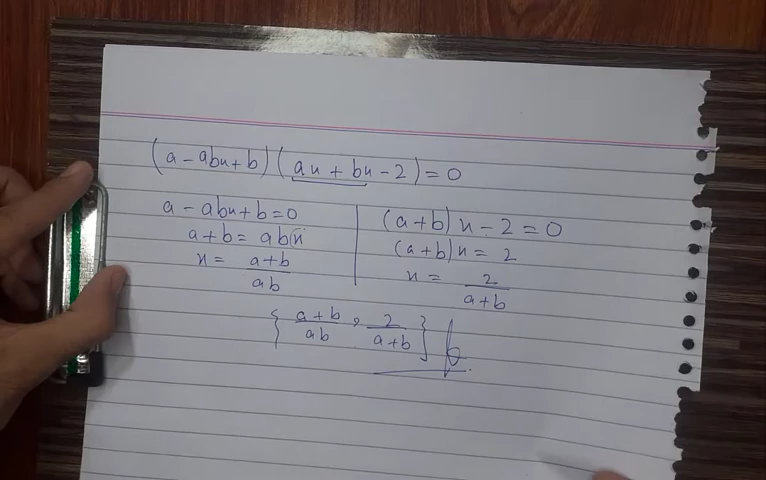 (a - abx + b) (ax + bx - 2) = 0
a - abx + b = 0
a + b = abx
x = a + b / ab
(a + b) x - 2 = 0
(a + b) x = 2
x = 2 / a + b
{ a + b / ab , 2 / a + b }